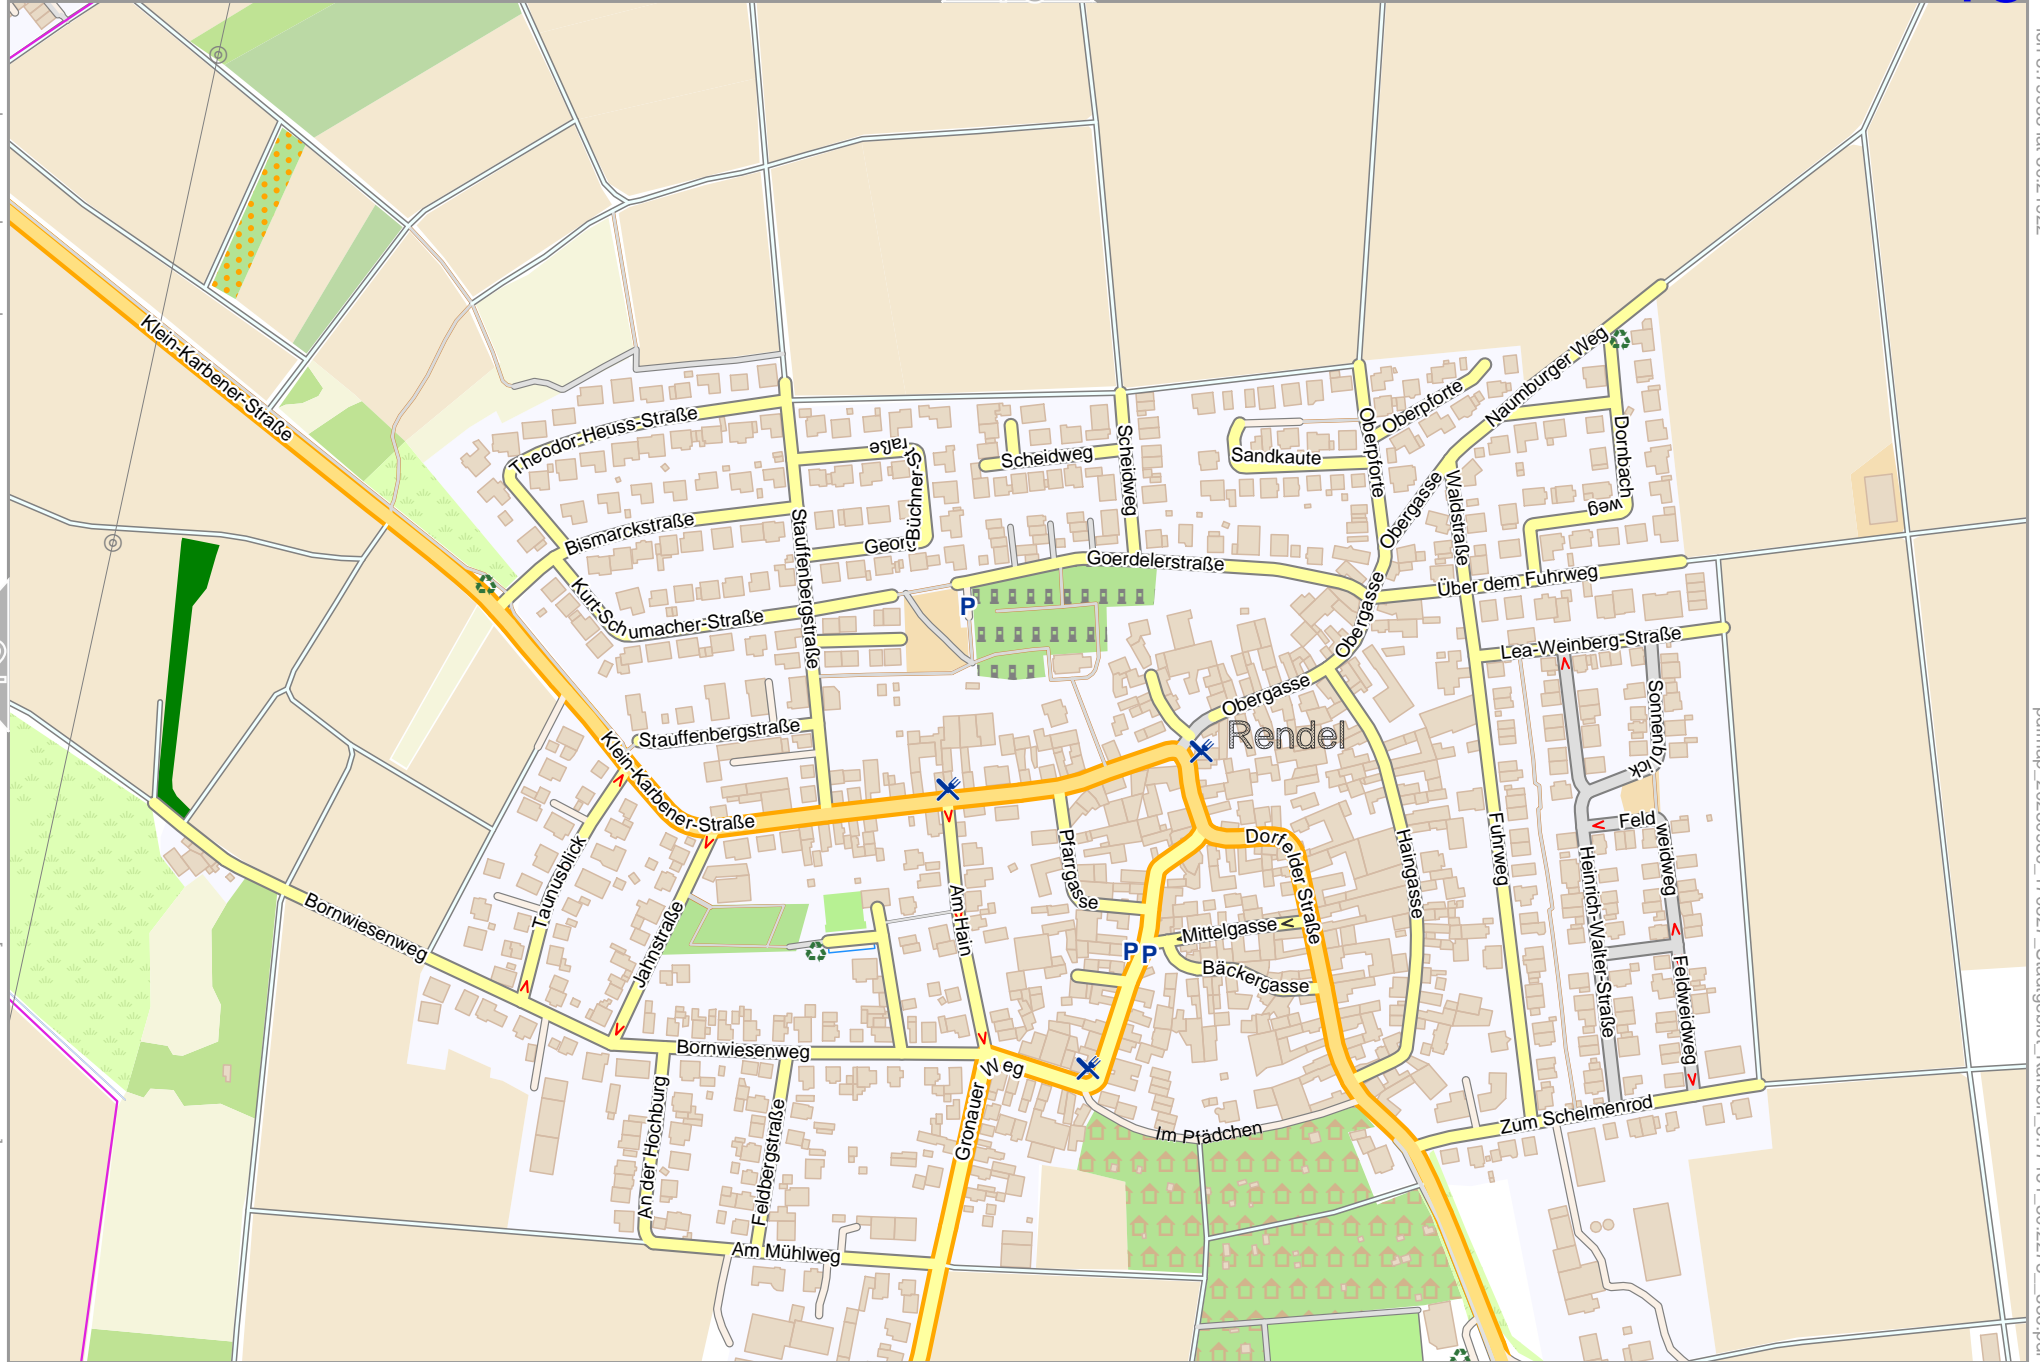 Klein-Karbener-Straße
Theodor-Heuss-Straße
Bismarckstraße
Kurt-Schumacher-Straße
Stauffenbergstraße
Georg-Büchner-Straße
Scheidweg
Scheidweg
Sandkaute
Oberpforte
Oberpforte
Naumburger Weg
Dornbach
weg
Obergasse
Waldstraße
Goerdelerstraße
Über dem Fuhrweg
P
Obergasse
Lea-Weinberg-Straße
Obergasse
Sonnenblick
Rendel
Stauffenbergstraße
Klein-Karbener-Straße
Feld
weidweg
Dorfelder Straße
Fuhrweg
Haingasse
Pfarrgasse
Heinrich-Walter-Straße
Taunusblick
Jahnstraße
Am Hain
Mittelgasse
P
P
Bäckergasse
Bornwiesenweg
Feldweidweg
Bornwiesenweg
Gronauer Weg
An der Hochburg
Feldbergstraße
Im Pfädchen
Zum Schelmenrod
Am Mühlweg